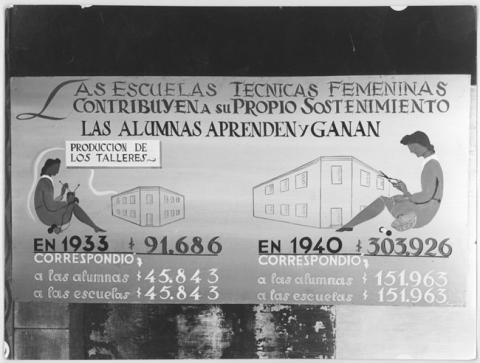 LAS ESCUELAS TECNICAS FEMENINAS
CONTRIBUYEN A SU PROPIO SOSTENIMIENTO
LAS ALUMNAS APRENDEN Y GANAN
PRODUCCION DE
LOS TALLERES
EN 1933 $ 91.686
CORRESPONDIO;
a las alumnas $ 45.843
a las escuelas $ 45.843
EN 1940 $ 303.926
CORRESPONDIO;
a las alumnas $ 151.963
a las escuelas $ 151.963